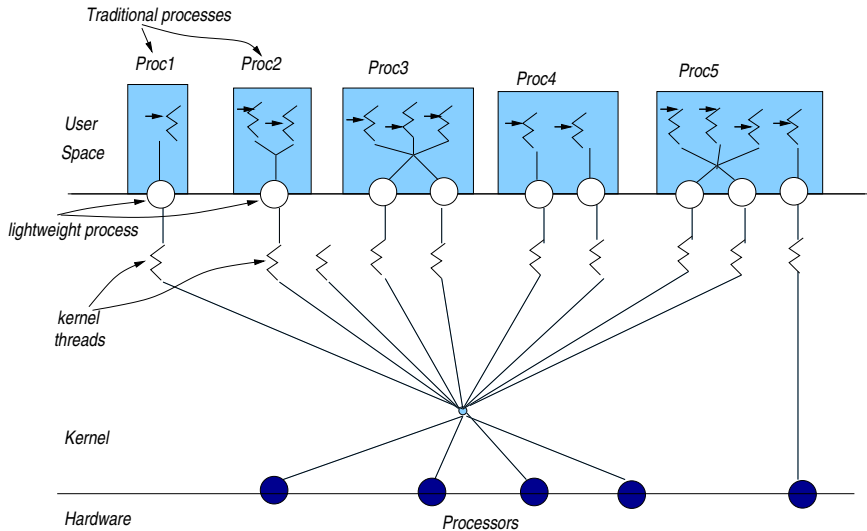 Traditional processes
Proc1
Proc2
Proc3
Proc4
Proc5
User
Space
lightweight process
kernel
threads
Kernel
Hardware
Processors